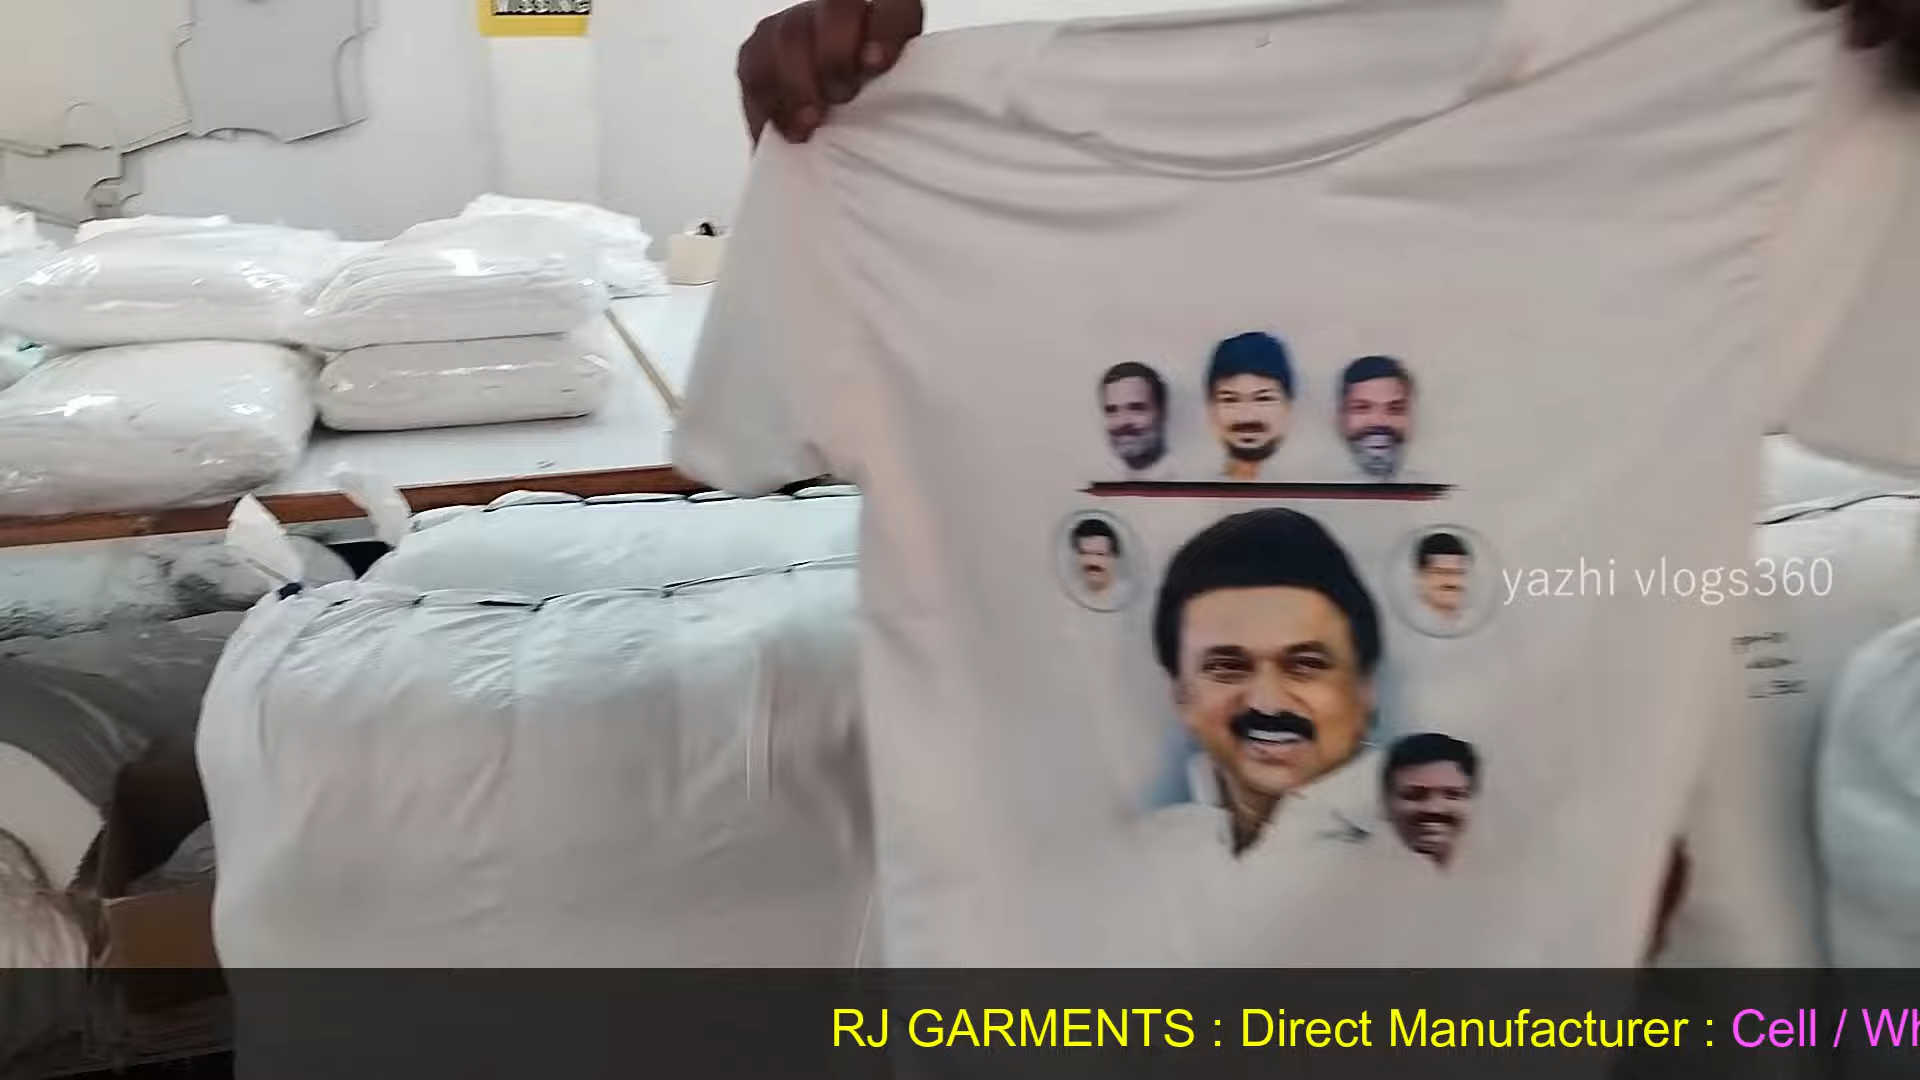 yazhi vlogs360
RJ GARMENTS : Direct Manufacturer : Cell / Wh